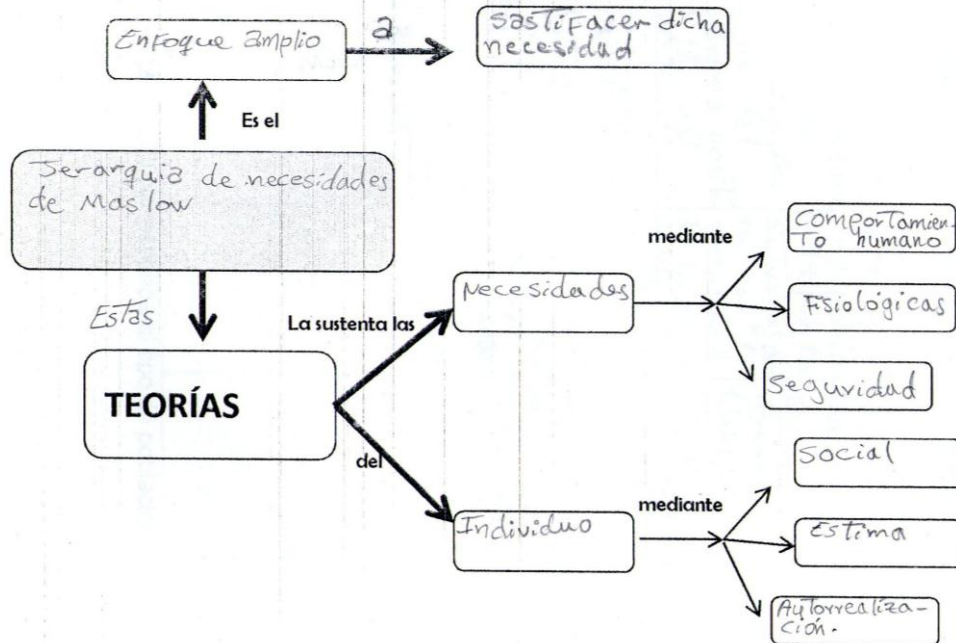 Enfoque amplio
a
sastifacer dicha
necesidad
Es el
Jerarquia de necesidades
de Maslow
Estas
TEORÍAS
La sustenta las
Necesidades
mediante
Comportamien-
to humano
Fisiológicas
Seguridad
del
Individuo
mediante
Social
Estima
Autorrealiza-
ción.